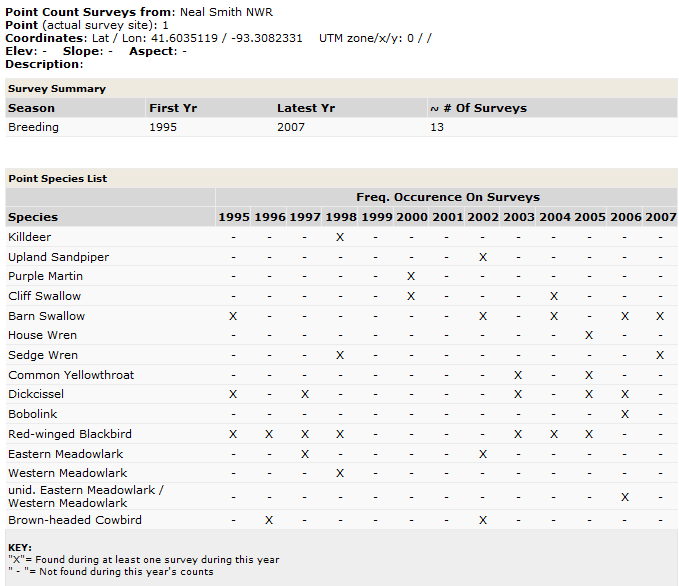 Point Count Surveys from: Neal Smith NWR
Point (actual survey site): 1
Coordinates: Lat / Lon: 41.6035119 / -93.3082331 UTM zone/x/y: 0 / /
Elev: - Slope: - Aspect: -
Description:
Survey Summary
Season First Yr Latest Yr ~ # Of Surveys
Breeding 1995 2007 13
Point Species List
Freq. Occurence On Surveys
Species 1995 1996 1997 1998 1999 2000 2001 2002 2003 2004 2005 2006 2007
Killdeer - - - X - - - - - - - - -
Upland Sandpiper - - - - - - - X - - - - -
Purple Martin - - - - - X - - - - - - -
Cliff Swallow - - - - - X - - - X - - -
Barn Swallow X - - - - - - X - X - X X
House Wren - - - - - - - - - - X - -
Sedge Wren - - - X - - - - - - - - X
Common Yellowthroat - - - - - - - - X - X - -
Dickcissel X - X - - - - - X - X X -
Bobolink - - - - - - - - - - - X -
Red-winged Blackbird X X X X - - - - X X X - -
Eastern Meadowlark - - X - - - - X - - - - -
Western Meadowlark - - - X - - - - - - - - -
unid. Eastern Meadowlark /
Western Meadowlark - - - - - - - - - - - X -
Brown-headed Cowbird - X - - - - - X - - - - -
KEY:
"X"= Found during at least one survey during this year
" - "= Not found during this year's counts